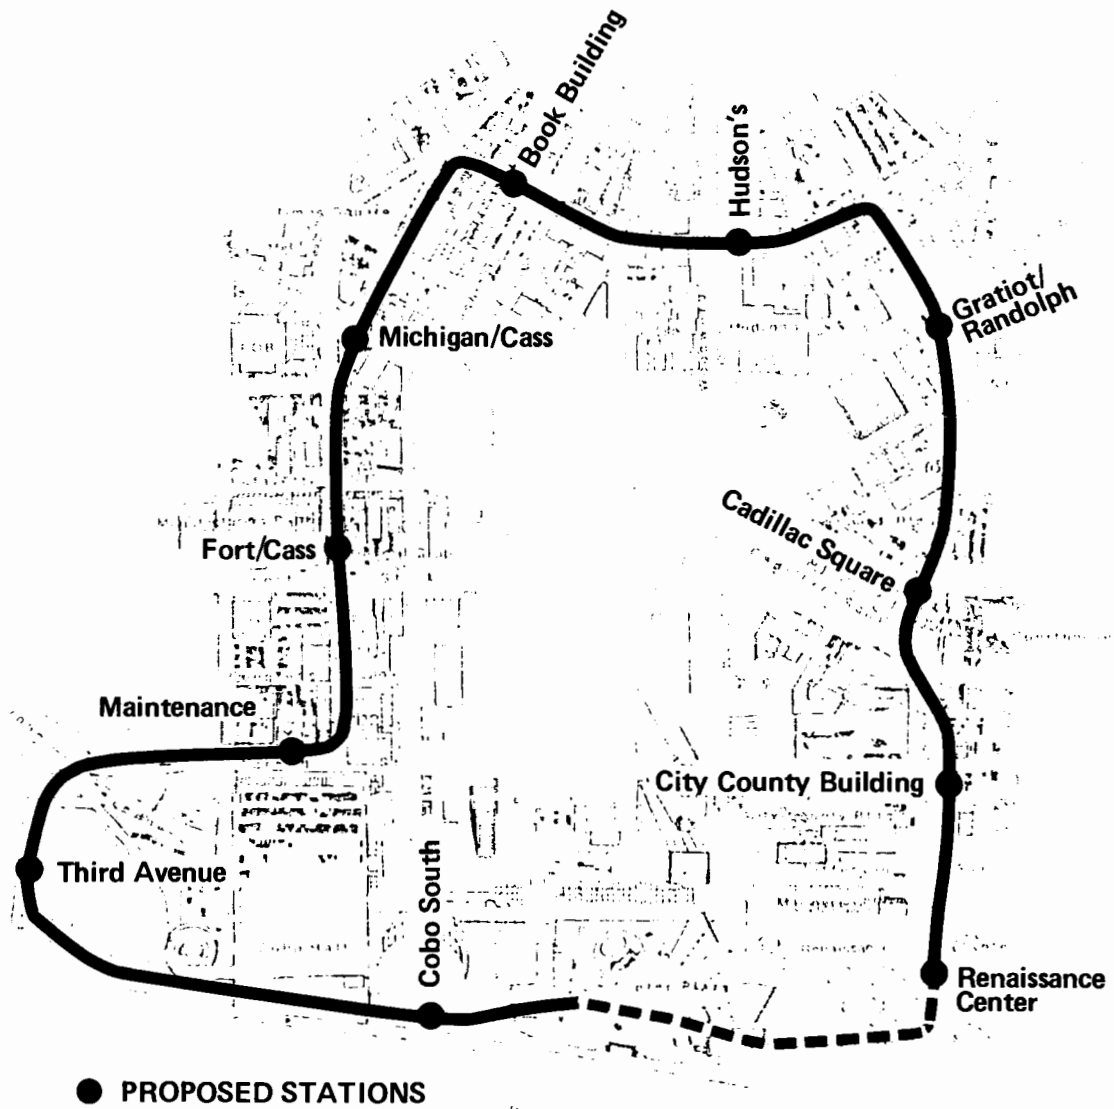 Book Building
Hudson's
Gratiot/
Randolph
Michigan/Cass
Cadillac Square
Fort/Cass
Maintenance
City County Building
Third Avenue
Cobo South
Renaissance
Center
PROPOSED STATIONS